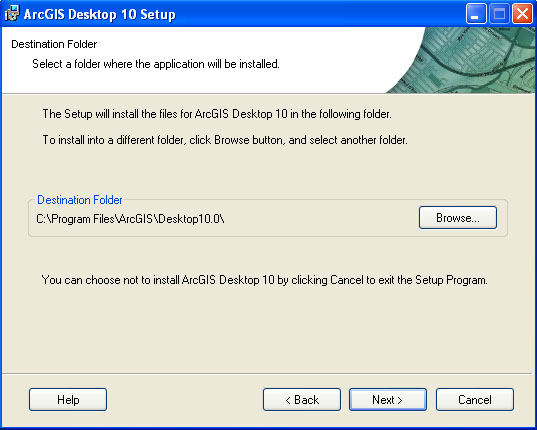 ArcGIS Desktop 10 Setup
Destination Folder
Select a folder where the application will be installed.
The Setup will install the files for ArcGIS Desktop 10 in the following folder.
To install into a different folder, click Browse button, and select another folder.
Destination Folder
C:\Program Files\ArcGIS\Desktop10.0\
Browse...
You can choose not to install ArcGIS Desktop 10 by clicking Cancel to exit the Setup Program.
Help
< Back
Next >
Cancel